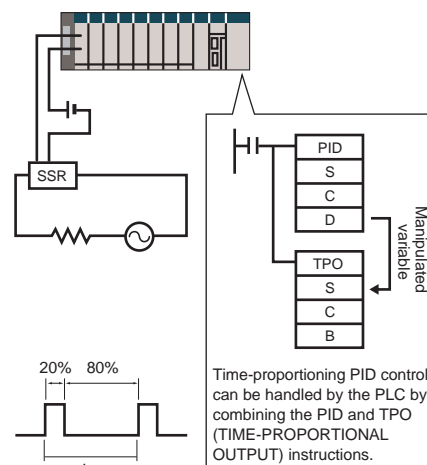 SSR
PID
S
C
D
Manipulated
variable
TPO
S
C
B
20%
80%
Time-proportioning PID control
can be handled by the PLC by
combining the PID and TPO
(TIME-PROPORTIONAL
OUTPUT) instructions.